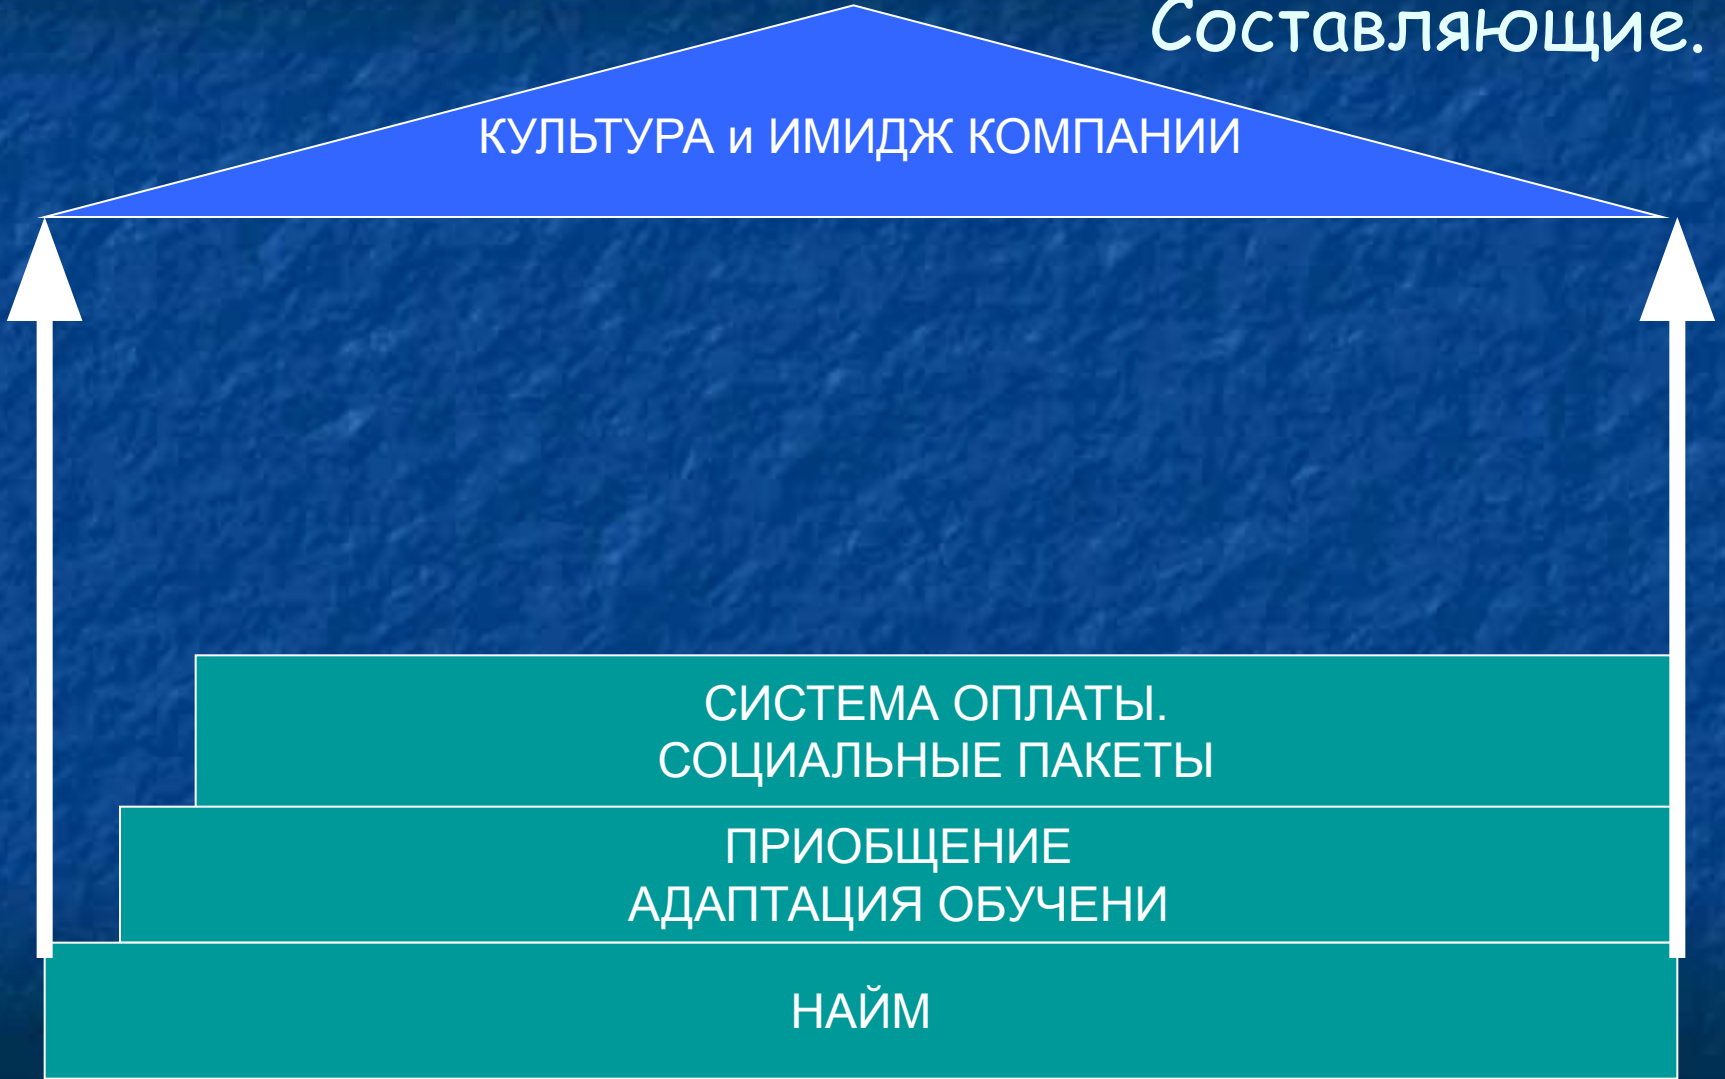 Составляющие.
КУЛЬТУРА и ИМИДЖ КОМПАНИИ
СИСТЕМА ОПЛАТЫ.
СОЦИАЛЬНЫЕ ПАКЕТЫ
ПРИОБЩЕНИЕ
АДАПТАЦИЯ ОБУЧЕНИ
НАЙМ